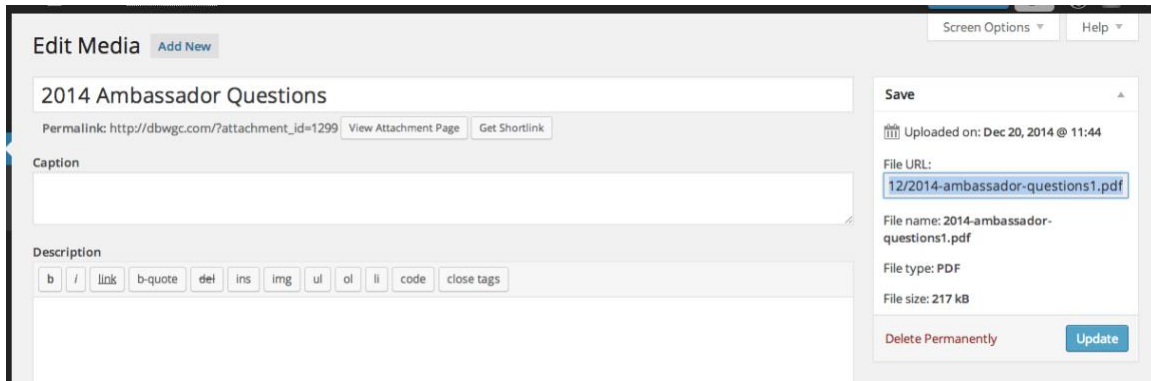 Screen Options Help
Edit Media Add New
2014 Ambassador Questions
Permalink: http://dbwgc.com/?attachment_id=1299 View Attachment Page Get Shortlink
Caption
Description
b i link b-quote del ins img ul ol li code close tags
Save
Uploaded on: Dec 20, 2014 @ 11:44
File URL:
12/2014-ambassador-questions1.pdf
File name: 2014-ambassador-
questions1.pdf
File type: PDF
File size: 217 kB
Delete Permanently Update